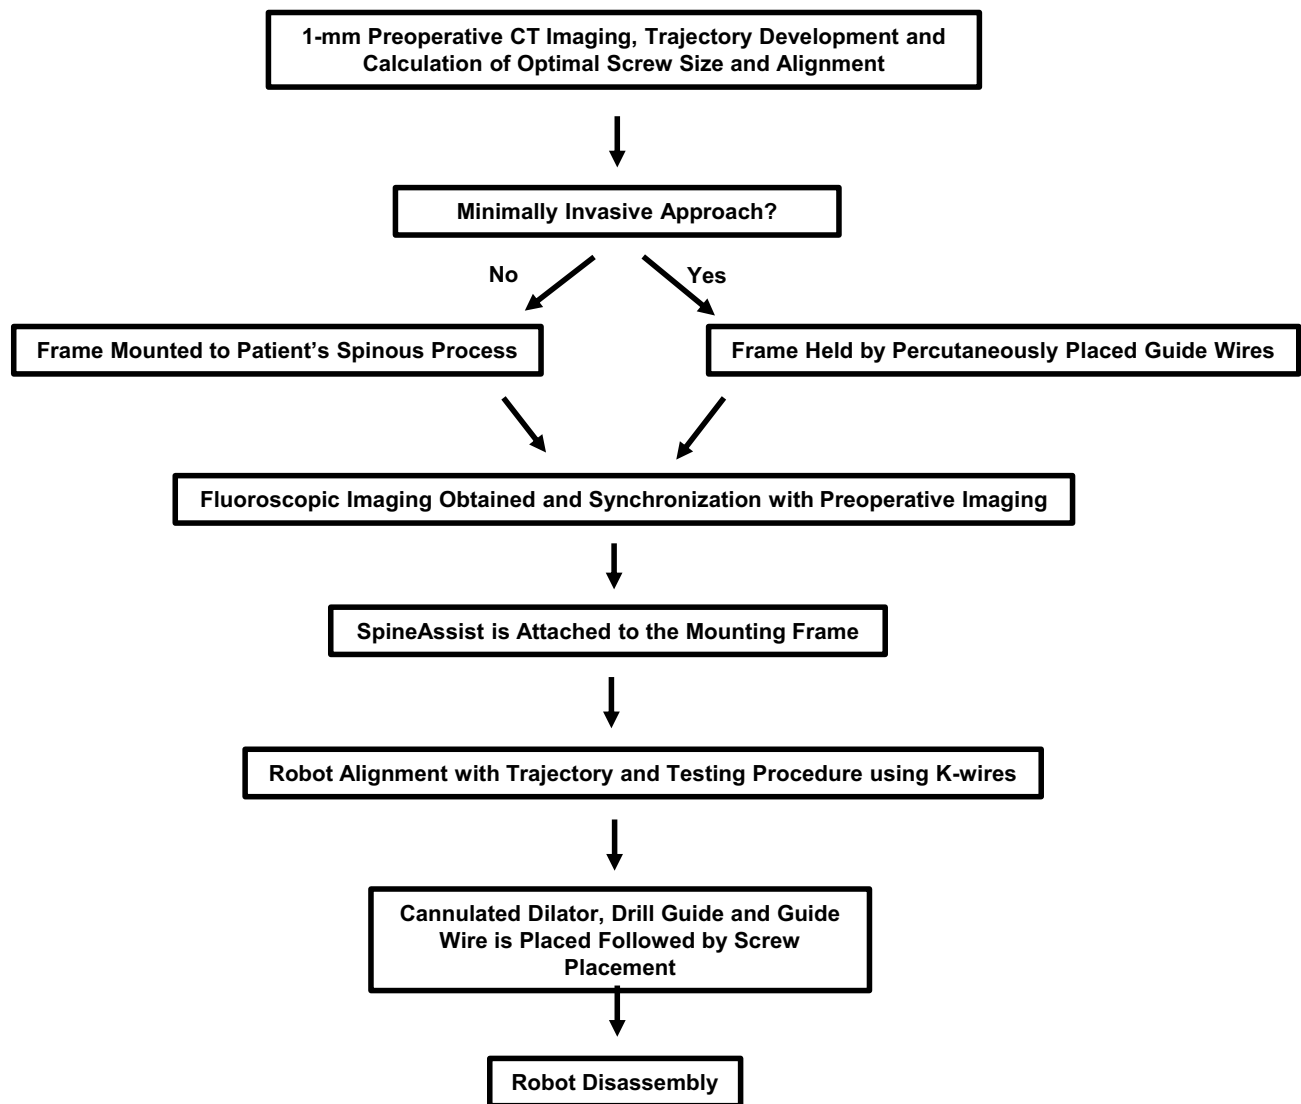 1-mm Preoperative CT Imaging, Trajectory Development and
Calculation of Optimal Screw Size and Alignment
Minimally Invasive Approach?
No
Yes
Frame Mounted to Patient's Spinous Process
Frame Held by Percutaneously Placed Guide Wires
Fluoroscopic Imaging Obtained and Synchronization with Preoperative Imaging
SpineAssist is Attached to the Mounting Frame
Robot Alignment with Trajectory and Testing Procedure using K-wires
Cannulated Dilator, Drill Guide and Guide
Wire is Placed Followed by Screw
Placement
Robot Disassembly